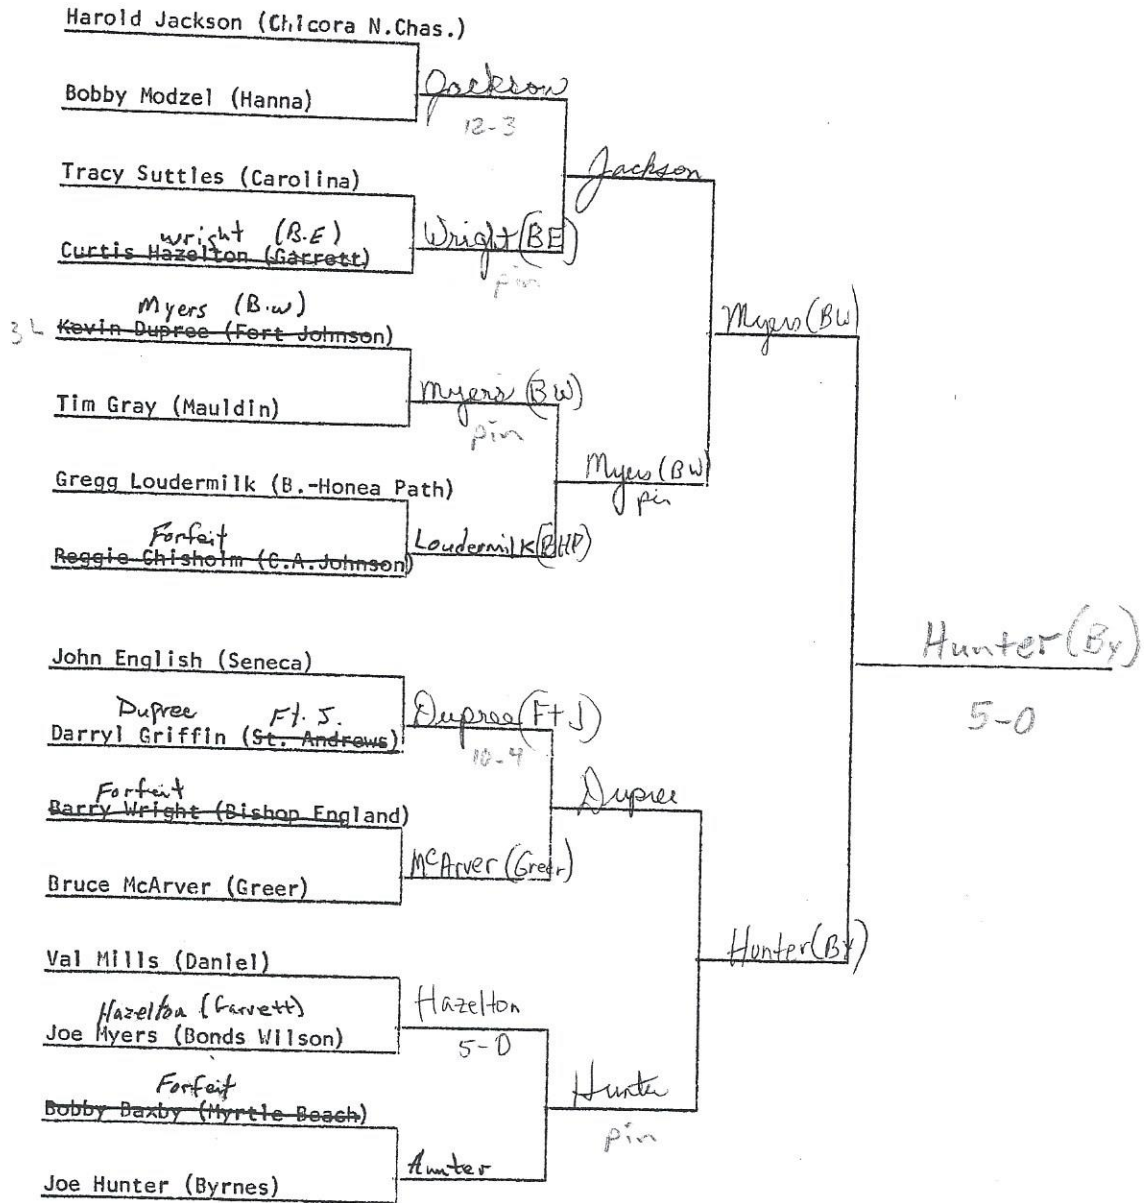 Harold Jackson (Chicora N.Chas.)
Jackson
Bobby Modzel (Hanna)
12-3
Jackson
Tracy Suttles (Carolina)
Wright (B.E)
Wright (BE)
Curtis Hazelton (Garrett)
pin
Myers (B.W)
3L Kevin Dupree (Fort Johnson)
Myers (BW)
Myers (BW)
Tim Gray (Mauldin)
pin
Myers (BW)
pin
Gregg Loudermilk (B.-Honea Path)
Forfeit
Loudermilk (BHP)
Reggie Chisholm (C.A.Johnson)
Hunter (By)
5-0
John English (Seneca)
Dupree Ft. J.
Dupree (Ft J)
Darryl Griffin (St. Andrews)
10-4
Forfeit
Dupree
Barry Wright (Bishop England)
McArver (Greer)
Bruce McArver (Greer)
Hunter (By)
Val Mills (Daniel)
Hazelton (Garrett)
Hazelton
Joe Myers (Bonds Wilson)
5-0
Forfeit
Hunter
Bobby Baxby (Myrtle Beach)
pin
Hunter
Joe Hunter (Byrnes)